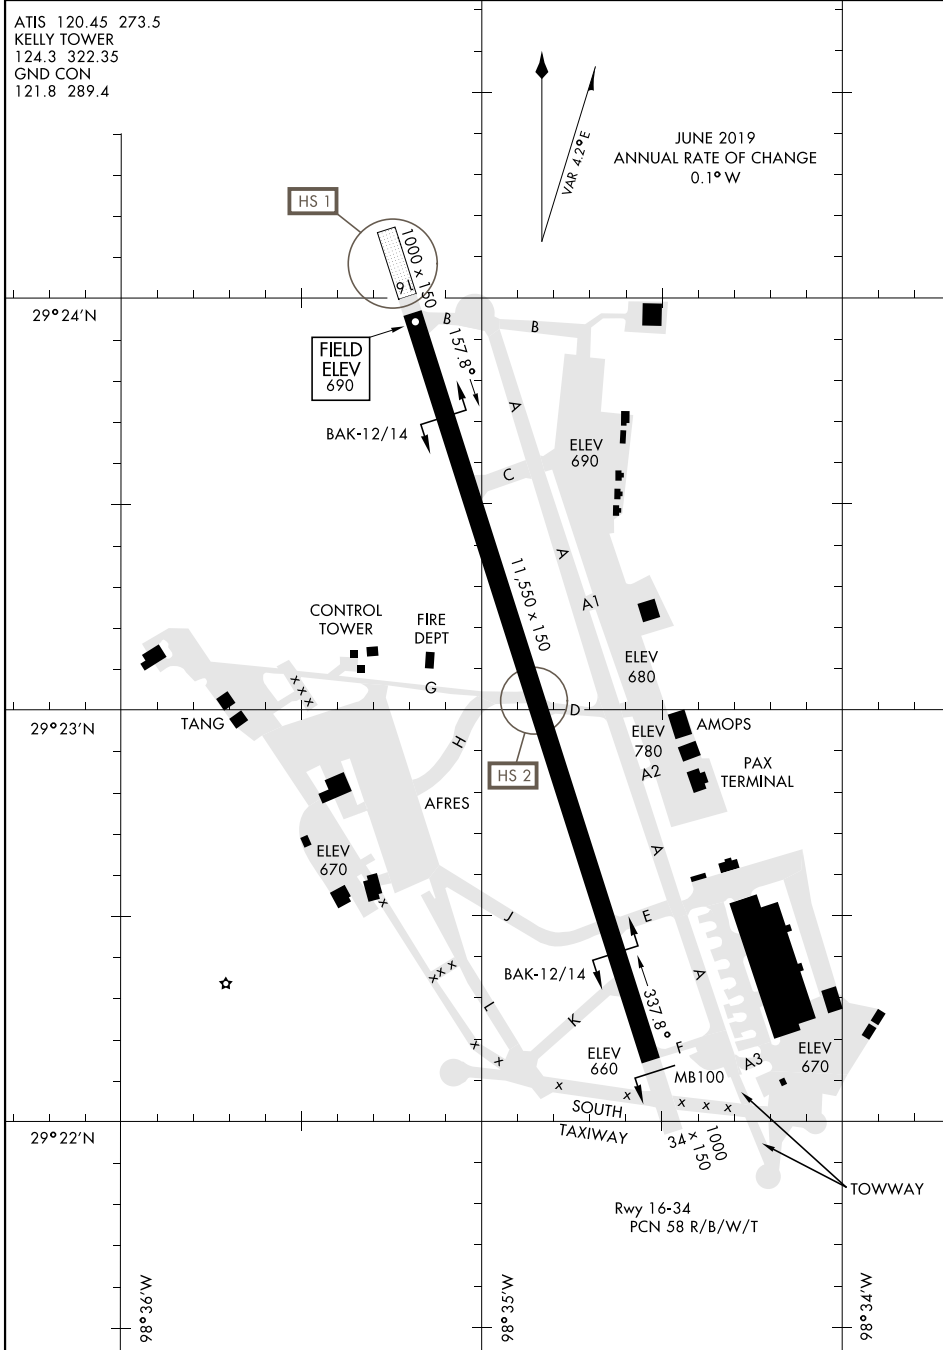 ATIS 120.45 273.5
KELLY TOWER
124.3 322.35
GND CON
121.8 289.4
VAR 4.2° E
JUNE 2019
ANNUAL RATE OF CHANGE
0.1° W
HS 1
1000 x 150
16
29°24'N
B
B
FIELD
ELEV
690
157.8°
A
BAK-12/14
ELEV
690
C
A
11,550 x 150
A1
CONTROL
TOWER
FIRE
DEPT
ELEV
680
G
x x x
29°23'N
TANG
D
AMOPS
H
ELEV
780
HS 2
A2
PAX
TERMINAL
AFRES
ELEV
670
A
x
J
E
x x x
BAK-12/14
A
L
337.8°
K
x
x
ELEV
660
F
A3
ELEV
670
MB100
x
x
x x x
SOUTH
TAXIWAY
29°22'N
34
1000
x 150
TOWWAY
Rwy 16-34
PCN 58 R/B/W/T
98°36'W
98°35'W
98°34'W